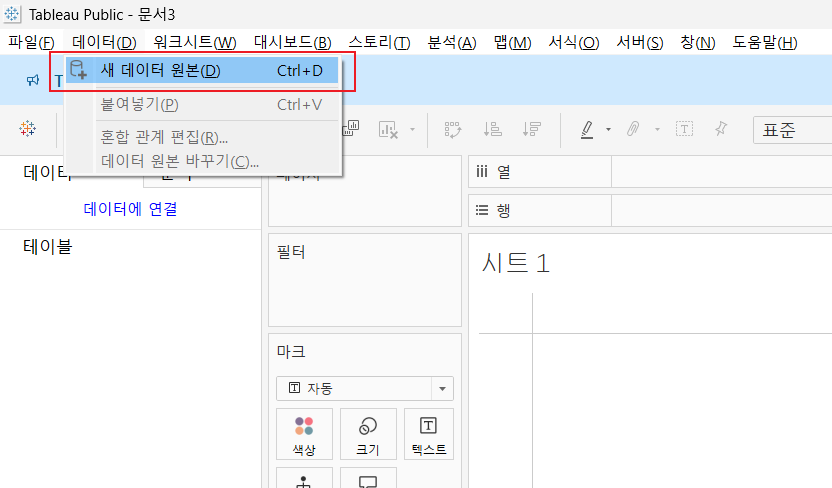 Tableau Public - 문서3
파일(F) 데이터(D) 워크시트(W) 대시보드(B) 스토리(T) 분석(A) 맵(M) 서식(O) 서버(S) 창(N) 도움말(H)
새 데이터 원본(D) Ctrl+D
붙여넣기(P) Ctrl+V
혼합 관계 편집(R)...
데이터 원본 바꾸기(C)...
표준
데이터
데이터에 연결
테이블
필터
마크
자동
색상 크기 텍스트
열
행
시트 1